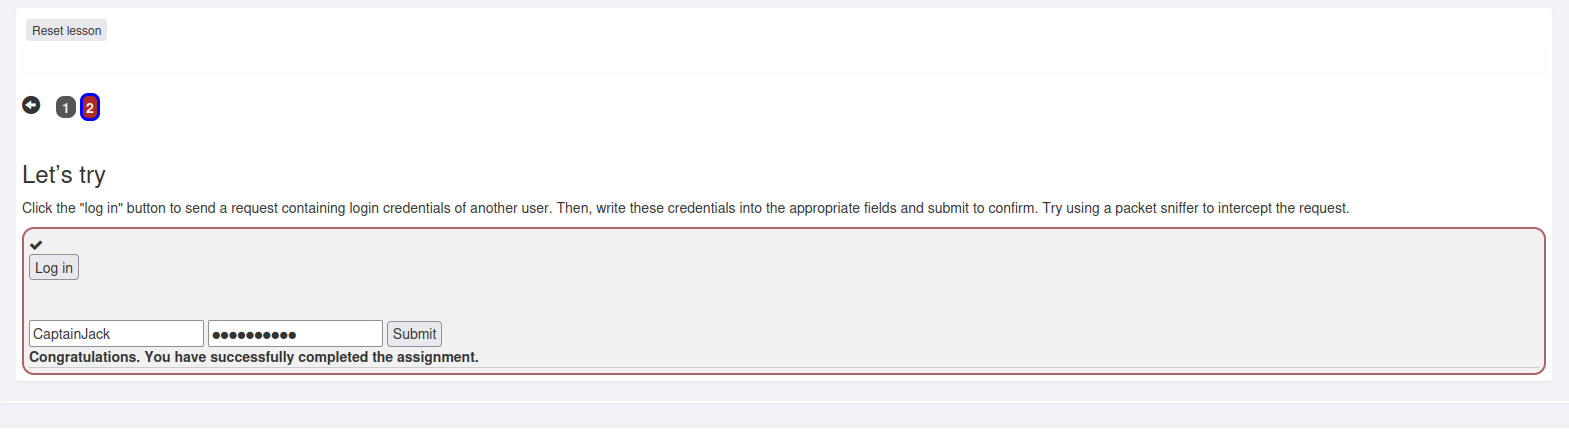 Reset lesson
1 2
Let’s try
Click the "log in" button to send a request containing login credentials of another user. Then, write these credentials into the appropriate fields and submit to confirm. Try using a packet sniffer to intercept the request.
Log in
CaptainJack ●●●●●●●●●● Submit
Congratulations. You have successfully completed the assignment.